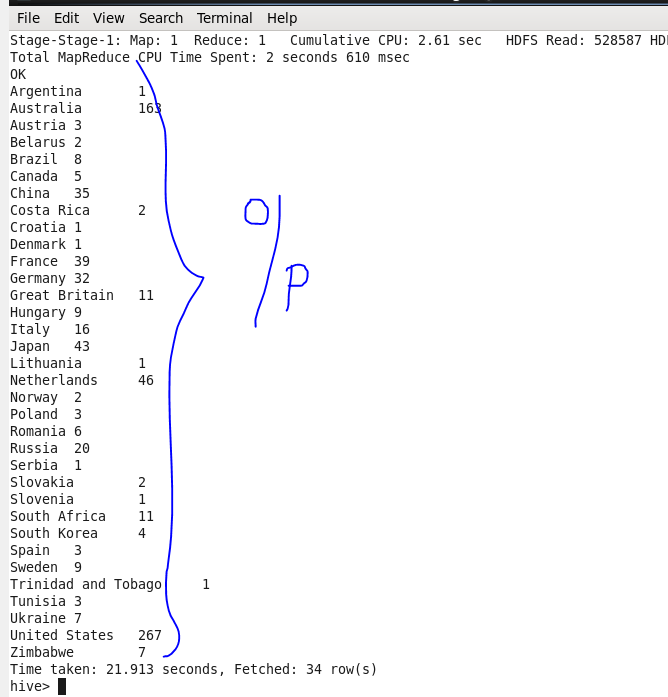 File Edit View Search Terminal Help
Stage-Stage-1: Map: 1 Reduce: 1 Cumulative CPU: 2.61 sec HDFS Read: 528587 HD
Total MapReduce CPU Time Spent: 2 seconds 610 msec
OK
Argentina 1
Australia 163
Austria 3
Belarus 2
Brazil 8
Canada 5
China 35
Costa Rica 2
Croatia 1
Denmark 1
France 39
Germany 32
Great Britain 11
Hungary 9
Italy 16
Japan 43
Lithuania 1
Netherlands 46
Norway 2
Poland 3
Romania 6
Russia 20
Serbia 1
Slovakia 2
Slovenia 1
South Africa 11
South Korea 4
Spain 3
Sweden 9
Trinidad and Tobago 1
Tunisia 3
Ukraine 7
United States 267
Zimbabwe 7
Time taken: 21.913 seconds, Fetched: 34 row(s)
hive>
O/P